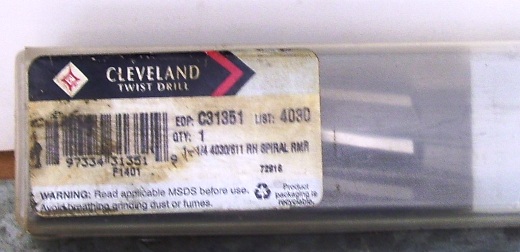 CLEVELAND
TWIST DRILL
EDP: C31351 LIST: 4030
QTY: 1
1-1/4 4030/611 RH SPIRAL RMR
97334 31351 9
F1401
72916
WARNING: Read applicable MSDS before use.
Avoid breathing grinding dust or fumes.
Product
packaging is
recyclable.